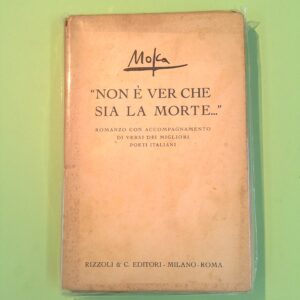 Moka
"NON È VER CHE
SIA LA MORTE..."
ROMANZO CON ACCOMPAGNAMENTO
DI VERSI DEI MIGLIORI
POETI ITALIANI
RIZZOLI & C. EDITORI - MILANO - ROMA